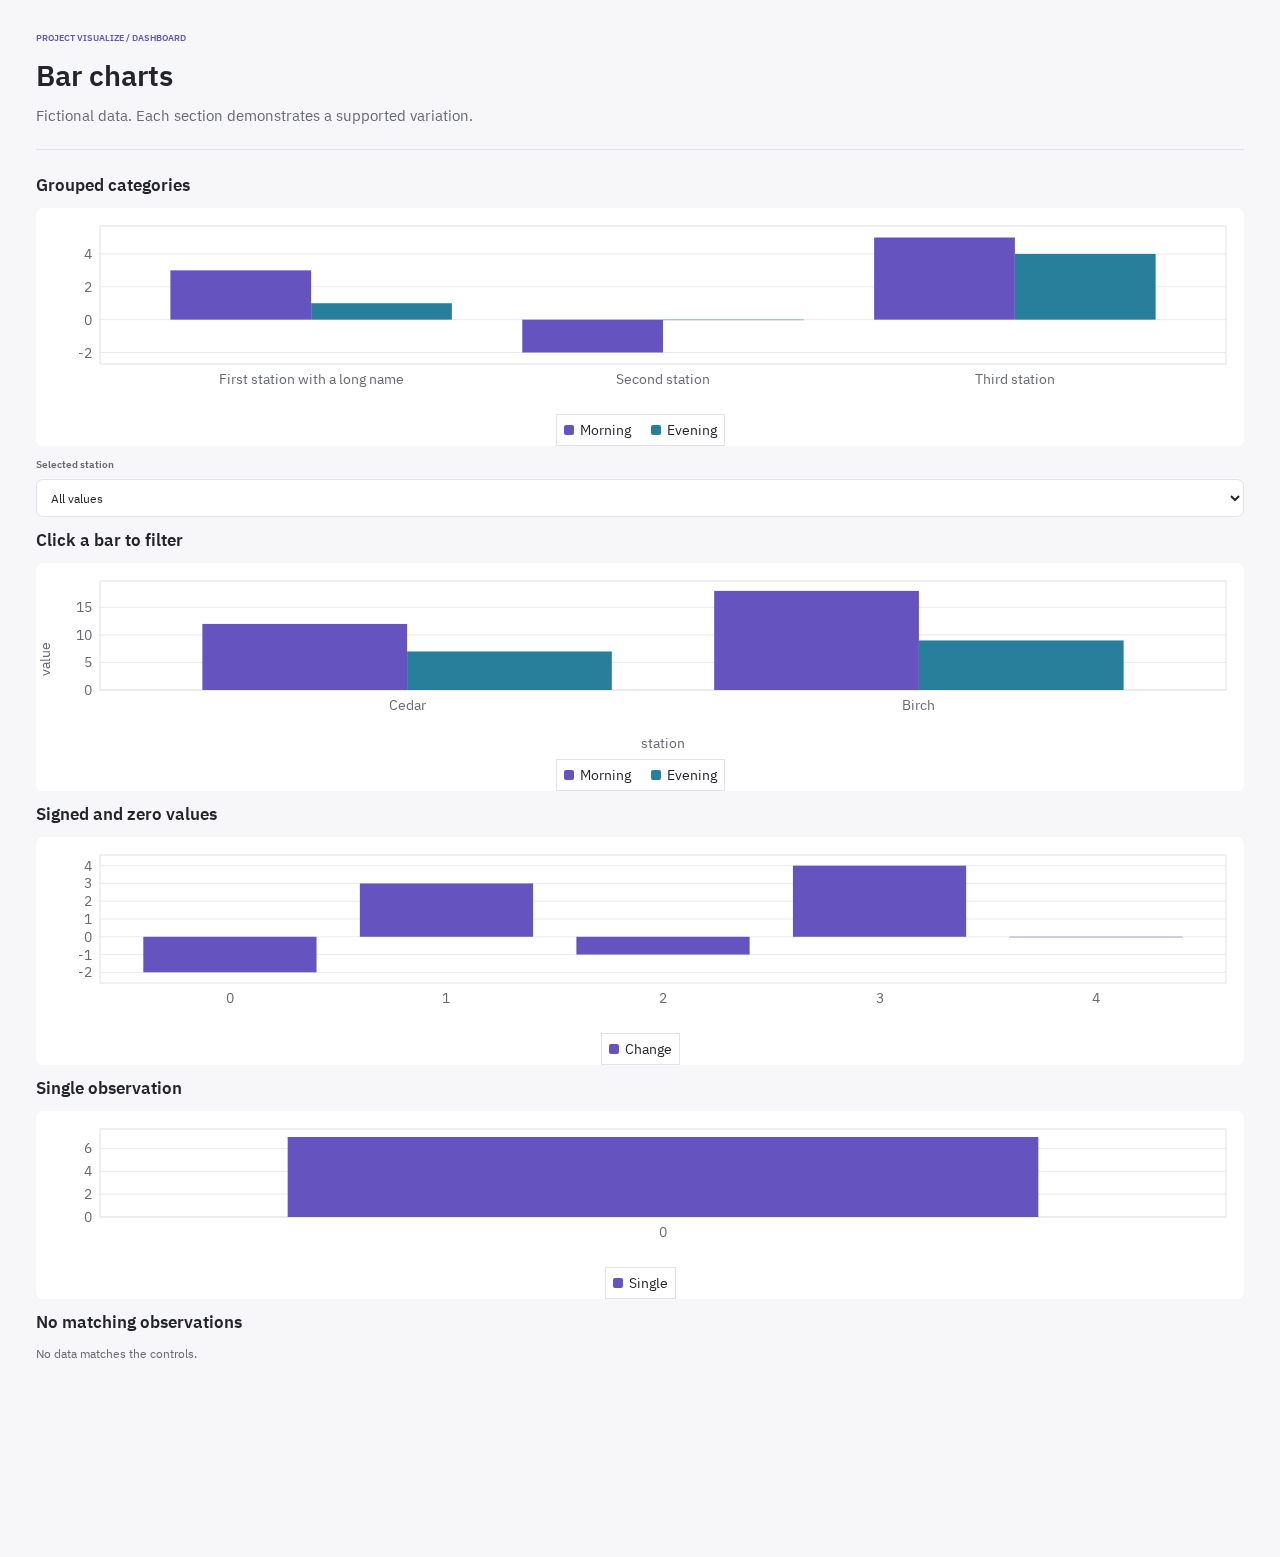 PROJECT VISUALIZE / DASHBOARD
Bar charts
Fictional data. Each section demonstrates a supported variation.
Grouped categories
4
2
0
-2
First station with a long name Second station Third station
Morning Evening
Selected station
All values
Click a bar to filter
15
10
5
0
value
Cedar Birch
station
Morning Evening
Signed and zero values
4
3
2
1
0
-1
-2
0 1 2 3 4
Change
Single observation
6
4
2
0
0
Single
No matching observations
No data matches the controls.